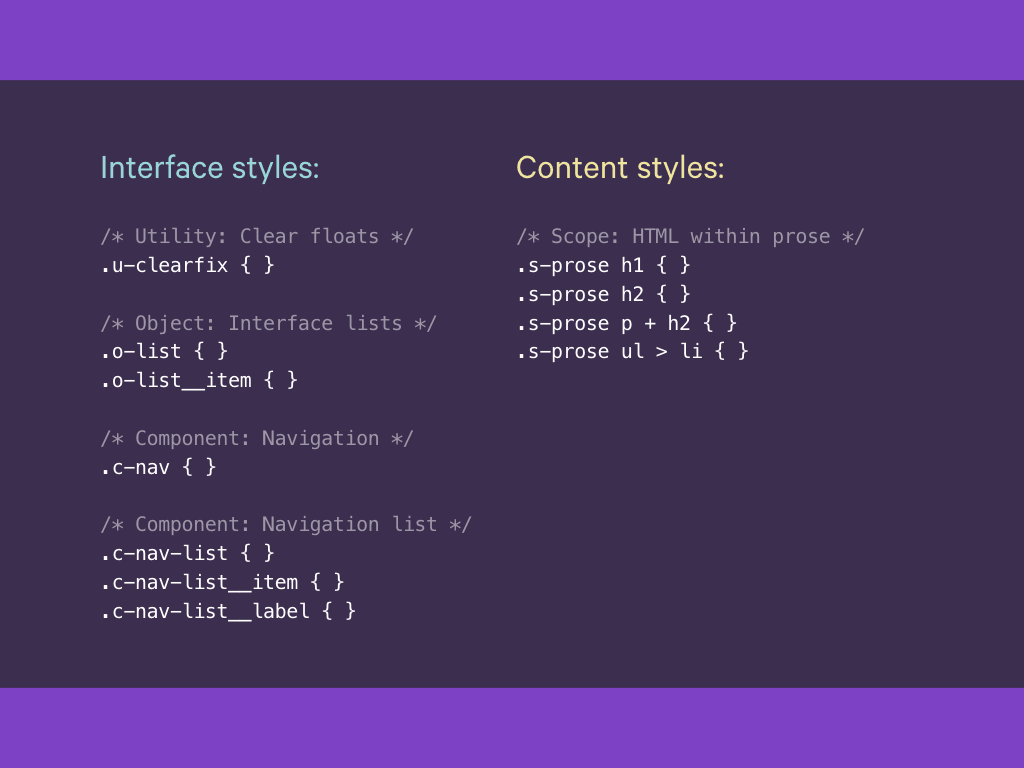 Interface styles:
/* Utility: Clear floats */
.u-clearfix { }
/* Object: Interface lists */
.o-list { }
.o-list__item { }
/* Component: Navigation */
.c-nav { }
/* Component: Navigation list */
.c-nav-list { }
.c-nav-list__item { }
.c-nav-list__label { }
Content styles:
/* Scope: HTML within prose */
.s-prose h1 { }
.s-prose h2 { }
.s-prose p + h2 { }
.s-prose ul > li { }